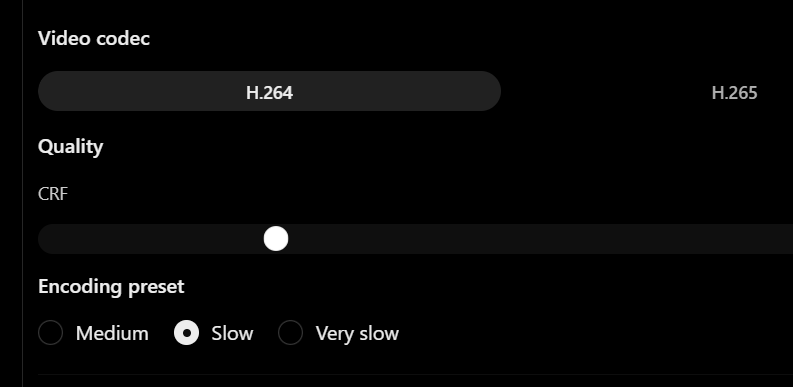 Video codec
H.264 H.265
Quality
CRF
Encoding preset
Medium Slow Very slow